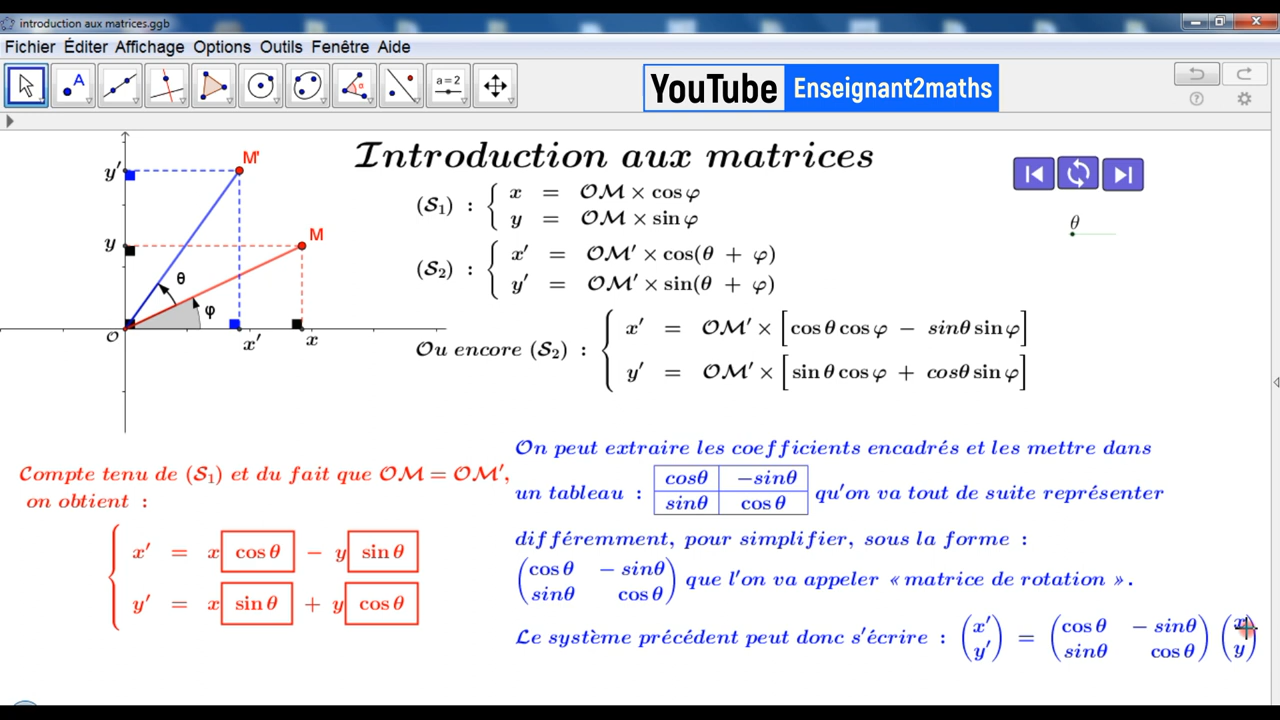 introduction aux matrices.ggb
Fichier Éditer Affichage Options Outils Fenêtre Aide
A α a=2
YouTube Enseignant2maths
Introduction aux matrices
y' M'
y M
θ
φ
O x' x
(S₁) : { x = OM × cos φ
y = OM × sin φ
(S₂) : { x' = OM' × cos(θ + φ)
y' = OM' × sin(θ + φ)
Ou encore (S₂) : { x' = OM' × [cos θ cos φ − sinθ sin φ]
y' = OM' × [sin θ cos φ + cosθ sin φ]
θ
Compte tenu de (S₁) et du fait que OM = OM',
on obtient :
{ x' = x cos θ − y sin θ
y' = x sin θ + y cos θ
On peut extraire les coefficients encadrés et les mettre dans
un tableau : cosθ −sinθ qu'on va tout de suite représenter
sinθ cos θ
différemment, pour simplifier, sous la forme :
(cos θ − sinθ
sinθ cos θ) que l'on va appeler « matrice de rotation ».
Le système précédent peut donc s'écrire : (x' y') = (cos θ − sinθ sinθ cos θ) (x y)